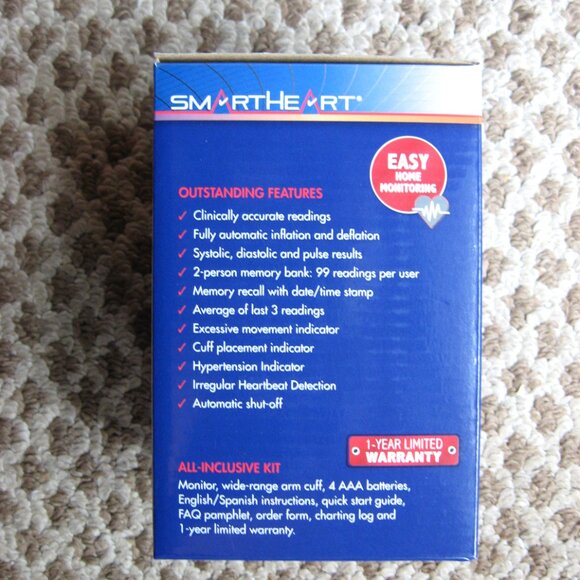 SMARTHEART®
EASY
HOME
MONITORING
OUTSTANDING FEATURES
✓ Clinically accurate readings
✓ Fully automatic inflation and deflation
✓ Systolic, diastolic and pulse results
✓ 2-person memory bank: 99 readings per user
✓ Memory recall with date/time stamp
✓ Average of last 3 readings
✓ Excessive movement indicator
✓ Cuff placement indicator
✓ Hypertension Indicator
✓ Irregular Heartbeat Detection
✓ Automatic shut-off
1-YEAR LIMITED
WARRANTY
ALL-INCLUSIVE KIT
Monitor, wide-range arm cuff, 4 AAA batteries,
English/Spanish instructions, quick start guide,
FAQ pamphlet, order form, charting log and
1-year limited warranty.